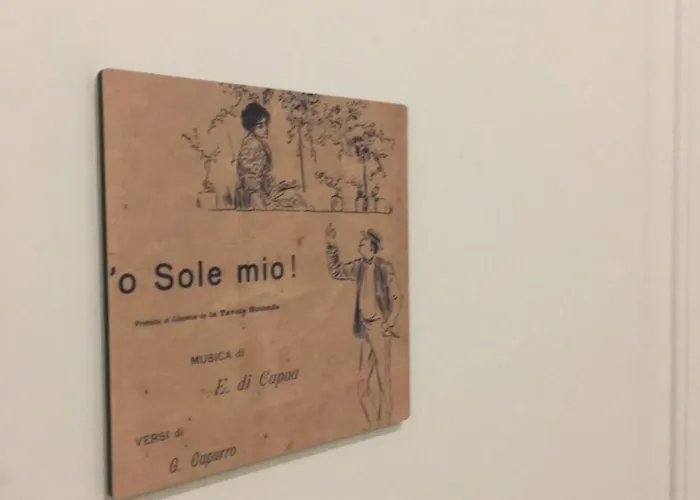 'o Sole mio!
Premiata al Concorso de la Tavola Rotonda
MUSICA di
E. di Capua
VERSI di
G. Capurro